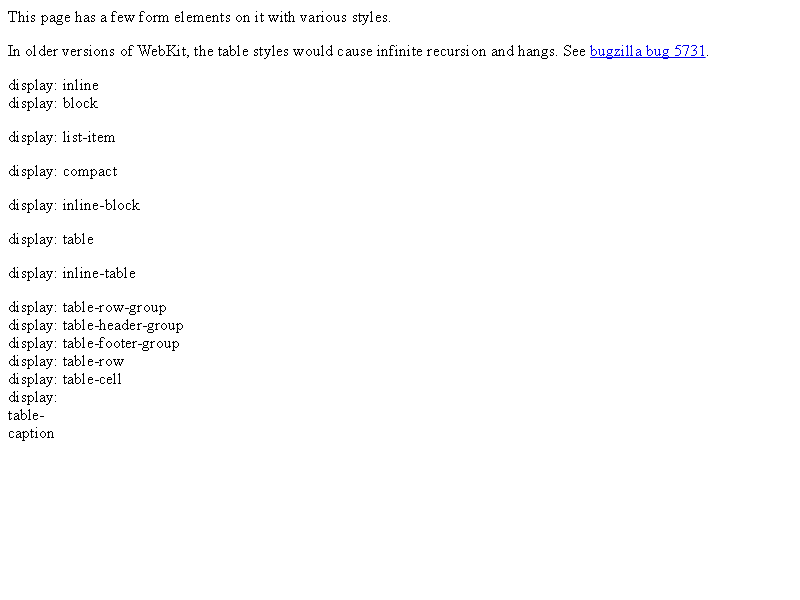 This page has a few form elements on it with various styles.
In older versions of WebKit, the table styles would cause infinite recursion and hangs. See bugzilla bug 5731.
display: inline
display: block
display: list-item
display: compact
display: inline-block
display: table
display: inline-table
display: table-row-group
display: table-header-group
display: table-footer-group
display: table-row
display: table-cell
display:
table-
caption